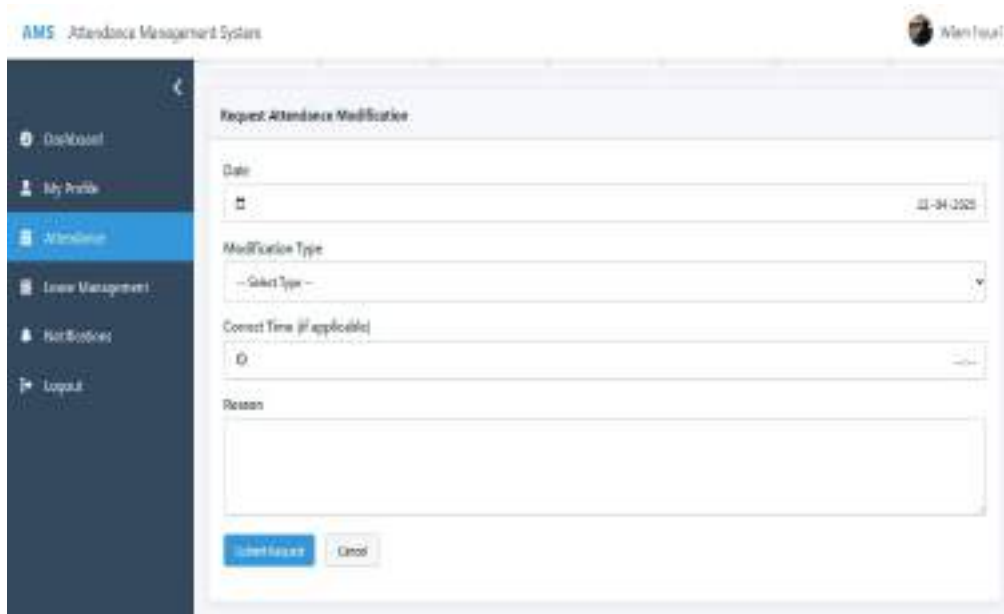 AMS Attendance Management System
Request Attendance Modification
Dashboard
My Profile
Attendance
Leave Management
Notifications
Logout
Date
-04-2025
Modification Type
-- Select Type --
Correct Time (if applicable)
--:--
Reason
Submit Request
Cancel